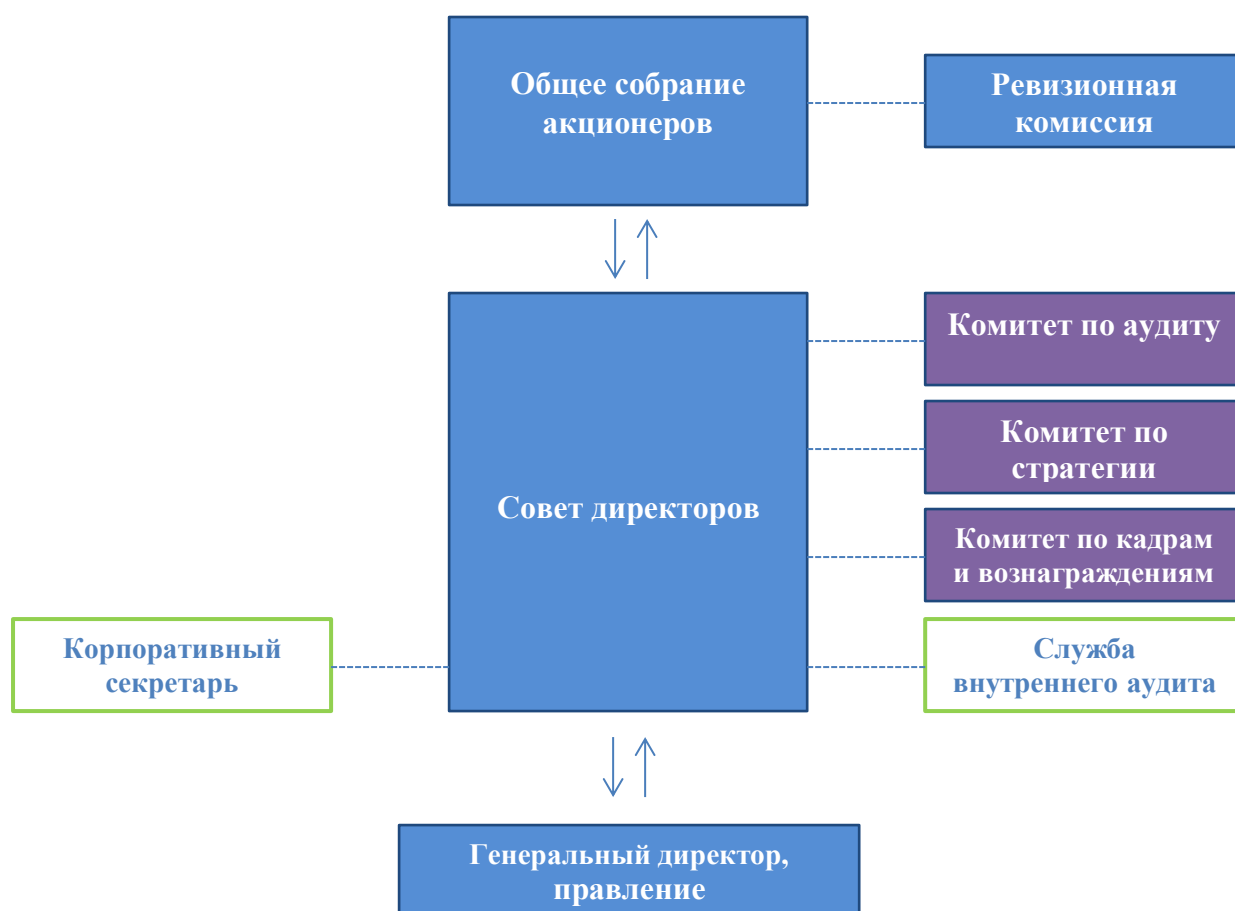 Общее собрание
акционеров
Ревизионная
комиссия
Совет директоров
Комитет по аудиту
Комитет по
стратегии
Комитет по кадрам
и вознаграждениям
Корпоративный
секретарь
Служба
внутреннего аудита
Генеральный директор,
правление